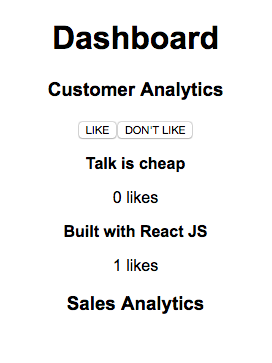 Dashboard
Customer Analytics
LIKE DON'T LIKE
Talk is cheap
0 likes
Built with React JS
1 likes
Sales Analytics